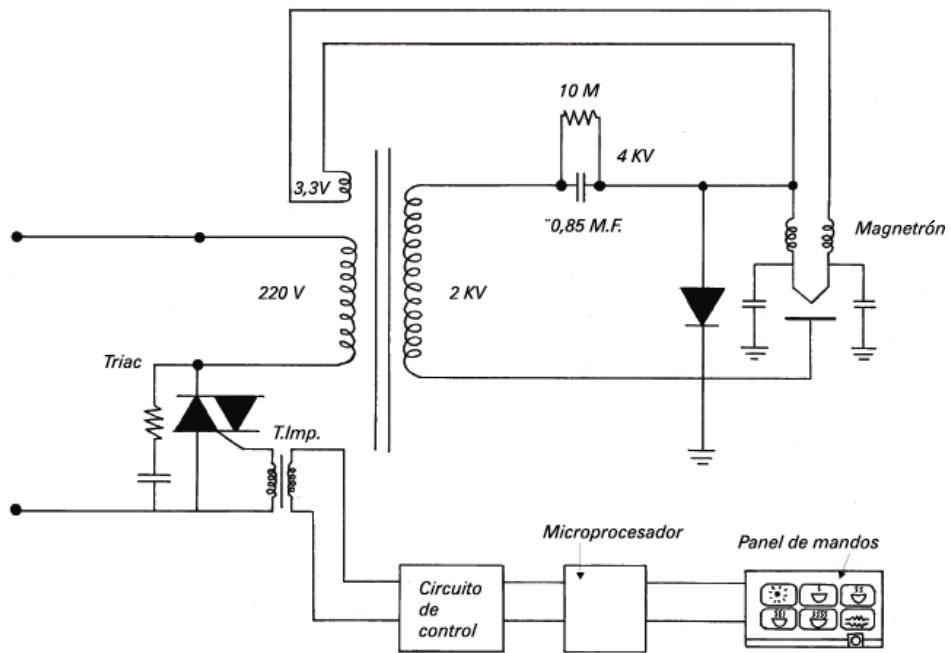 10 M
4 KV
3,3V
¨0,85 M.F.
Magnetrón
220 V
2 KV
Triac
T.Imp.
Microprocesador
Panel de mandos
Circuito
de
control